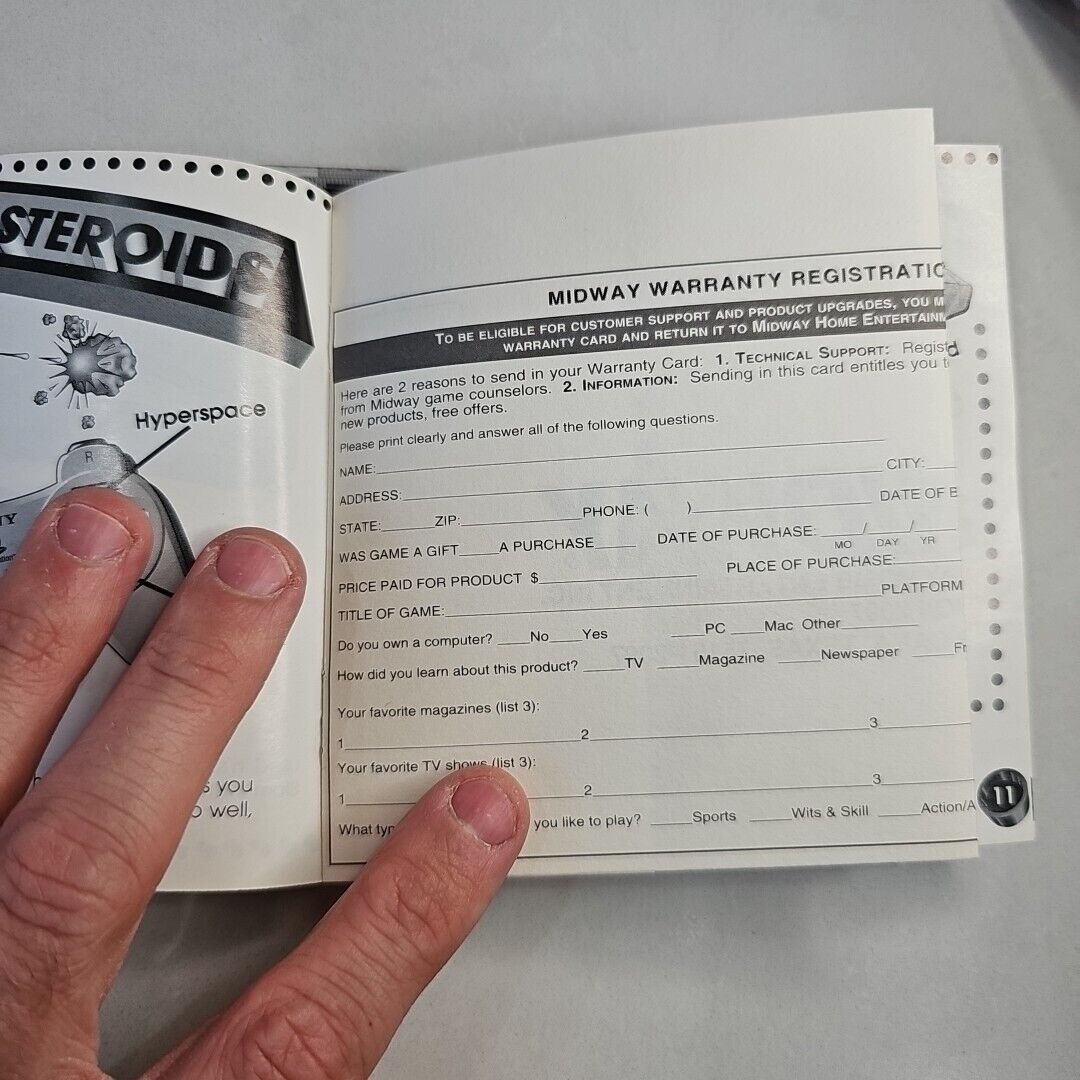 STEROIDS
Hyperspace
R
s you
o well,
MIDWAY WARRANTY REGISTRATIO
TO BE ELIGIBLE FOR CUSTOMER SUPPORT AND PRODUCT UPGRADES, YOU M
WARRANTY CARD AND RETURN IT TO MIDWAY HOME ENTERTAINM
Here are 2 reasons to send in your Warranty Card: 1. TECHNICAL SUPPORT: Regist
from Midway game counselors. 2. INFORMATION: Sending in this card entitles you t
new products, free offers.
Please print clearly and answer all of the following questions.
NAME:
ADDRESS: CITY:
STATE: ZIP: PHONE: ( ) DATE OF B
WAS GAME A GIFT A PURCHASE DATE OF PURCHASE: / /
MO DAY YR
PRICE PAID FOR PRODUCT $ PLACE OF PURCHASE:
TITLE OF GAME: PLATFORM
Do you own a computer? No Yes PC Mac Other
How did you learn about this product? TV Magazine Newspaper Fr
Your favorite magazines (list 3):
1 2 3
Your favorite TV shows (list 3):
1 2 3
What typ you like to play? Sports Wits & Skill Action/A
11